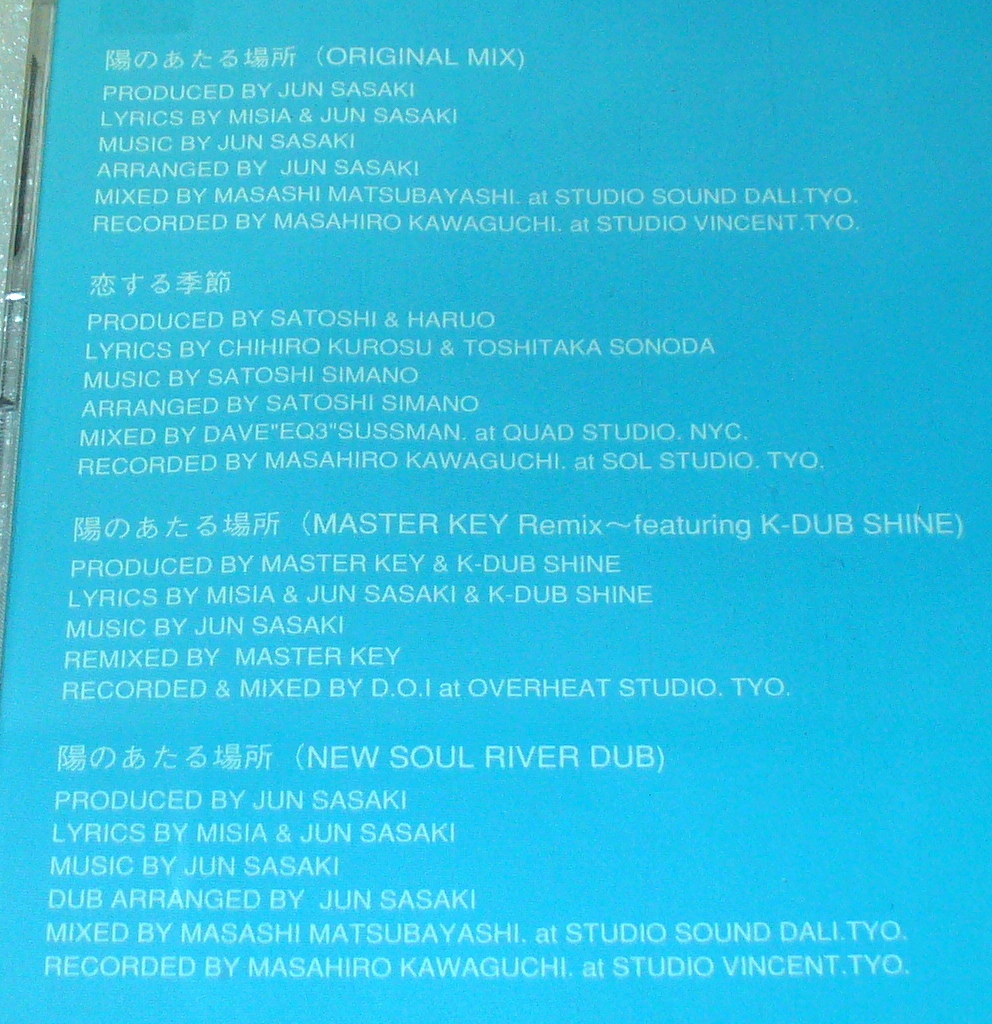 陽のあたる場所（ORIGINAL MIX)
PRODUCED BY JUN SASAKI
LYRICS BY MISIA & JUN SASAKI
MUSIC BY JUN SASAKI
ARRANGED BY JUN SASAKI
MIXED BY MASASHI MATSUBAYASHI. at STUDIO SOUND DALI.TYO.
RECORDED BY MASAHIRO KAWAGUCHI. at STUDIO VINCENT.TYO.
恋する季節
PRODUCED BY SATOSHI & HARUO
LYRICS BY CHIHIRO KUROSU & TOSHITAKA SONODA
MUSIC BY SATOSHI SIMANO
ARRANGED BY SATOSHI SIMANO
MIXED BY DAVE"EQ3"SUSSMAN. at QUAD STUDIO. NYC.
RECORDED BY MASAHIRO KAWAGUCHI. at SOL STUDIO. TYO.
陽のあたる場所（MASTER KEY Remix～featuring K-DUB SHINE)
PRODUCED BY MASTER KEY & K-DUB SHINE
LYRICS BY MISIA & JUN SASAKI & K-DUB SHINE
MUSIC BY JUN SASAKI
REMIXED BY MASTER KEY
RECORDED & MIXED BY D.O.I at OVERHEAT STUDIO. TYO.
陽のあたる場所（NEW SOUL RIVER DUB)
PRODUCED BY JUN SASAKI
LYRICS BY MISIA & JUN SASAKI
MUSIC BY JUN SASAKI
DUB ARRANGED BY JUN SASAKI
MIXED BY MASASHI MATSUBAYASHI. at STUDIO SOUND DALI.TYO.
RECORDED BY MASAHIRO KAWAGUCHI. at STUDIO VINCENT.TYO.